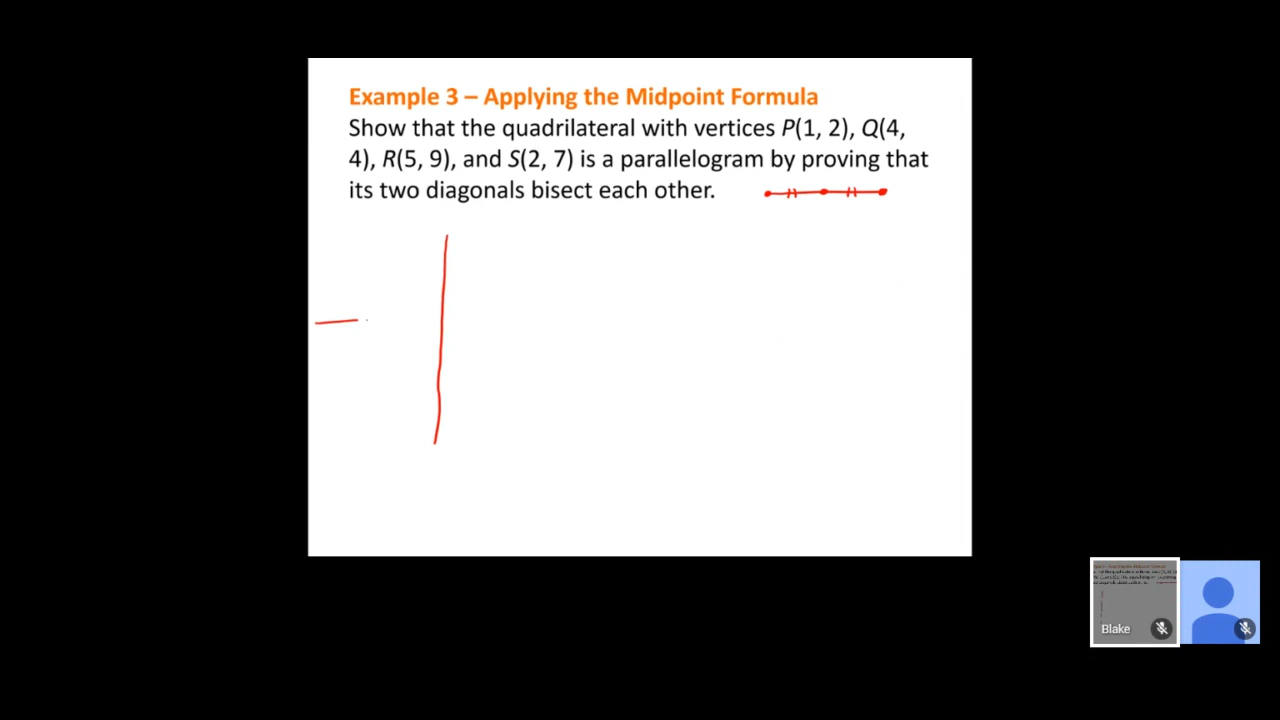 Example 3 – Applying the Midpoint Formula
Show that the quadrilateral with vertices P(1, 2), Q(4,
4), R(5, 9), and S(2, 7) is a parallelogram by proving that
its two diagonals bisect each other.
Blake